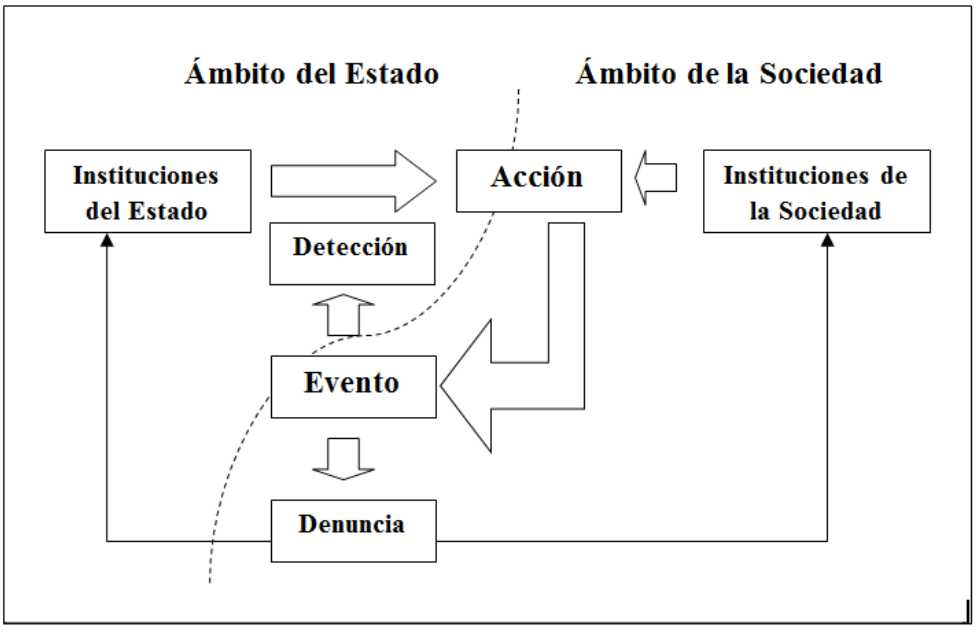 Ámbito del Estado
Ámbito de la Sociedad
Instituciones
del Estado
Acción
Instituciones de
la Sociedad
Detección
Evento
Denuncia